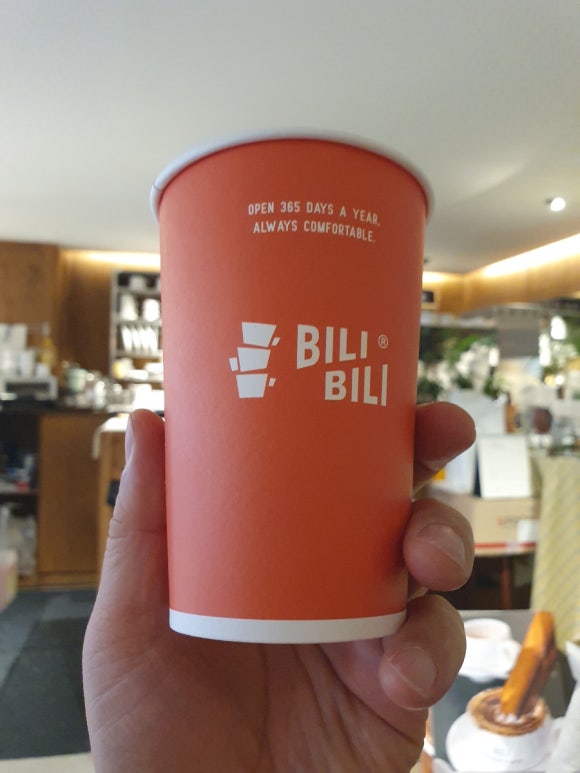 OPEN 365 DAYS A YEAR,
ALWAYS COMFORTABLE.
BILI ®
BILI